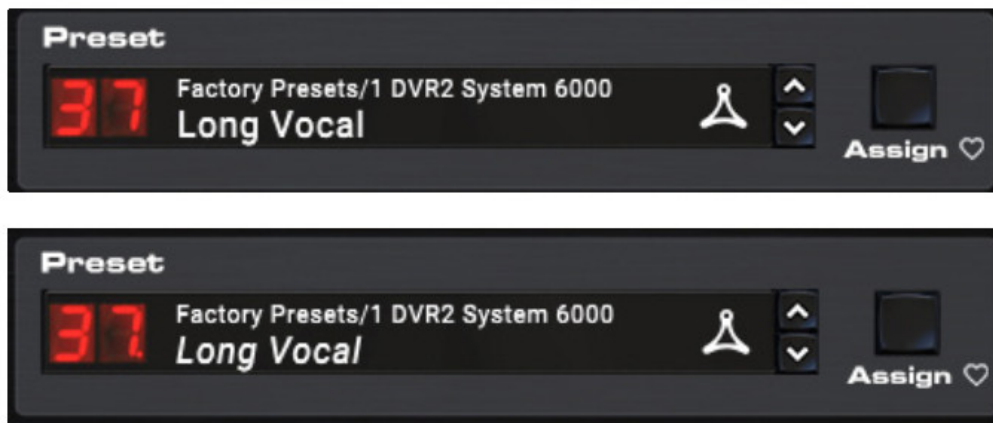 Preset
37
Factory Presets/1 DVR2 System 6000
Long Vocal
Assign ♡
Preset
37.
Factory Presets/1 DVR2 System 6000
Long Vocal
Assign ♡